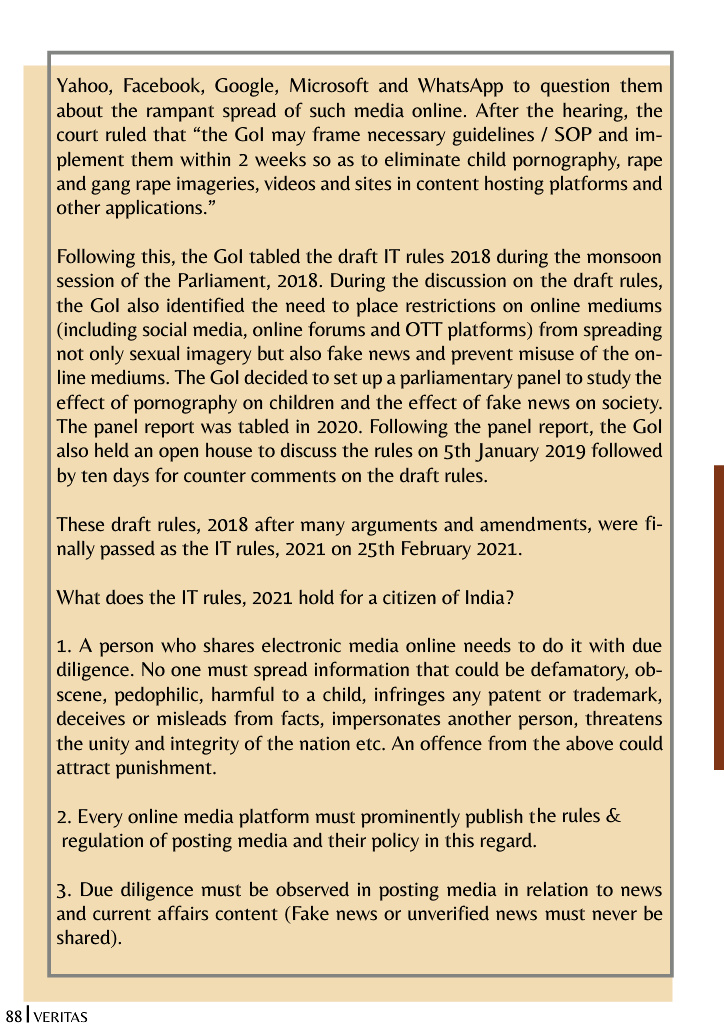 Yahoo, Facebook, Google, Microsoft and WhatsApp to question them
about the rampant spread of such media online. After the hearing, the
court ruled that “the GoI may frame necessary guidelines / SOP and im-
plement them within 2 weeks so as to eliminate child pornography, rape
and gang rape imageries, videos and sites in content hosting platforms and
other applications.”
Following this, the GoI tabled the draft IT rules 2018 during the monsoon
session of the Parliament, 2018. During the discussion on the draft rules,
the GoI also identified the need to place restrictions on online mediums
(including social media, online forums and OTT platforms) from spreading
not only sexual imagery but also fake news and prevent misuse of the on-
line mediums. The GoI decided to set up a parliamentary panel to study the
effect of pornography on children and the effect of fake news on society.
The panel report was tabled in 2020. Following the panel report, the GoI
also held an open house to discuss the rules on 5th January 2019 followed
by ten days for counter comments on the draft rules.
These draft rules, 2018 after many arguments and amendments, were fi-
nally passed as the IT rules, 2021 on 25th February 2021.
What does the IT rules, 2021 hold for a citizen of India?
1. A person who shares electronic media online needs to do it with due
diligence. No one must spread information that could be defamatory, ob-
scene, pedophilic, harmful to a child, infringes any patent or trademark,
deceives or misleads from facts, impersonates another person, threatens
the unity and integrity of the nation etc. An offence from the above could
attract punishment.
2. Every online media platform must prominently publish the rules &
regulation of posting media and their policy in this regard.
3. Due diligence must be observed in posting media in relation to news
and current affairs content (Fake news or unverified news must never be
shared).
88 | VERITAS